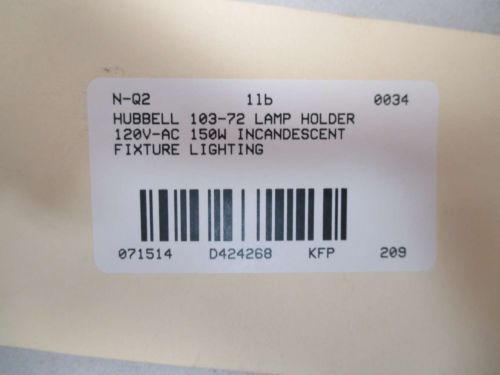 N-Q2 1lb 0034
HUBBELL 103-72 LAMP HOLDER
120V-AC 150W INCANDESCENT
FIXTURE LIGHTING
071514 D424268 KFP 209